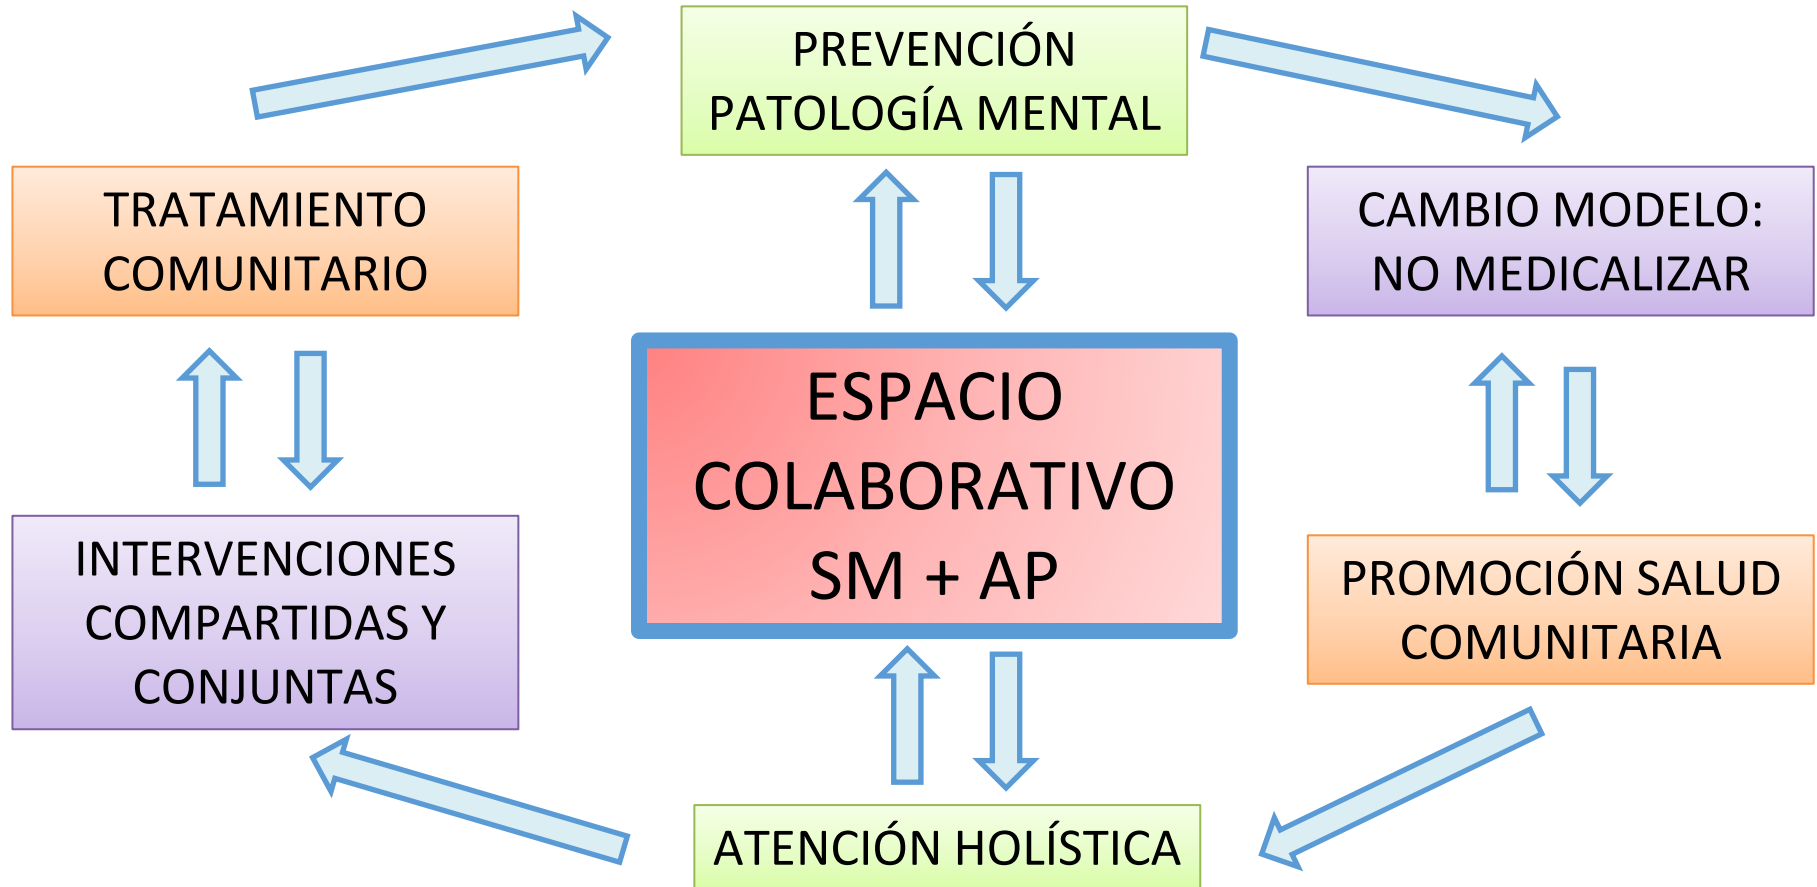 PREVENCIÓN
PATOLOGÍA MENTAL
TRATAMIENTO
COMUNITARIO
CAMBIO MODELO:
NO MEDICALIZAR
ESPACIO
COLABORATIVO
SM + AP
INTERVENCIONES
COMPARTIDAS Y
CONJUNTAS
PROMOCIÓN SALUD
COMUNITARIA
ATENCIÓN HOLÍSTICA